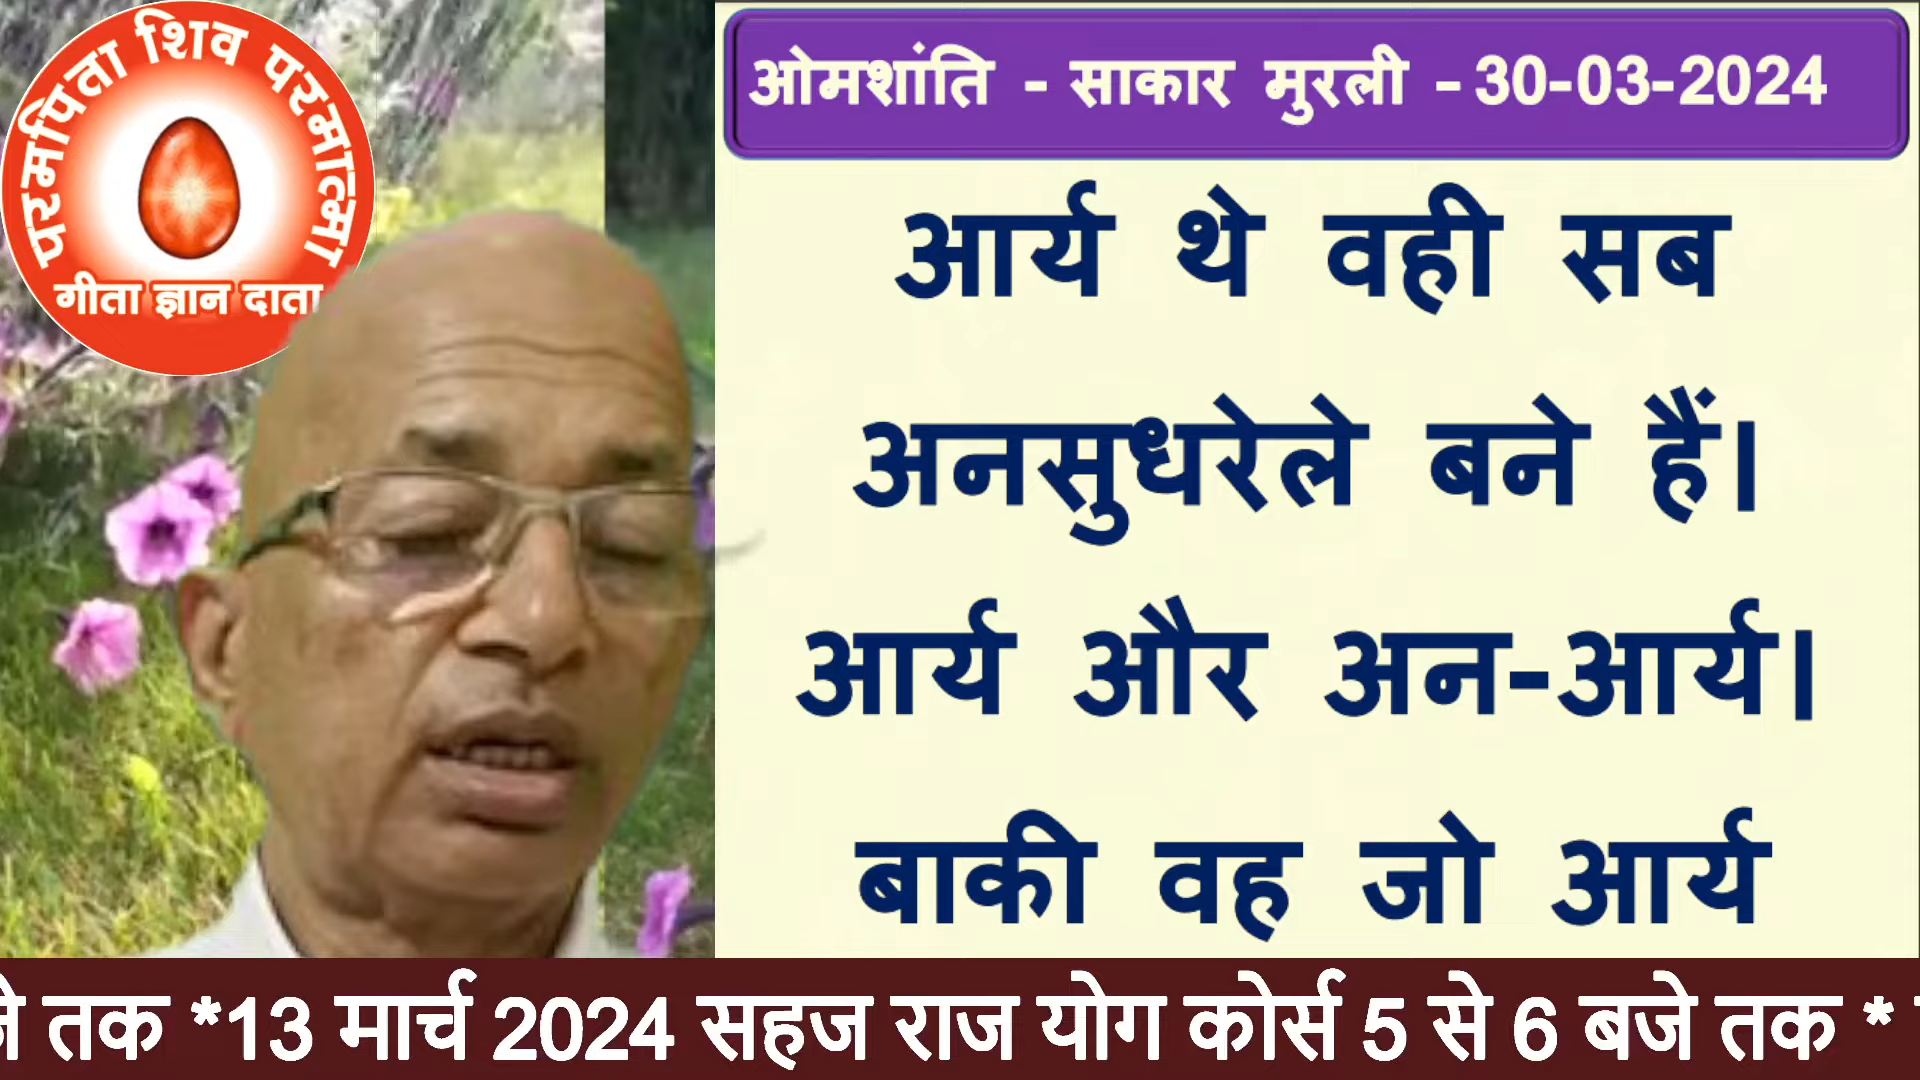 परमपिता शिव परमात्मा
गीता ज्ञान दाता
ओमशांति - साकार मुरली - 30-03-2024
आर्य थे वही सब
अनसुधरेले बने हैं।
आर्य और अन-आर्य।
बाकी वह जो आर्य
तक *13 मार्च 2024 सहज राज योग कोर्स 5 से 6 बजे तक *